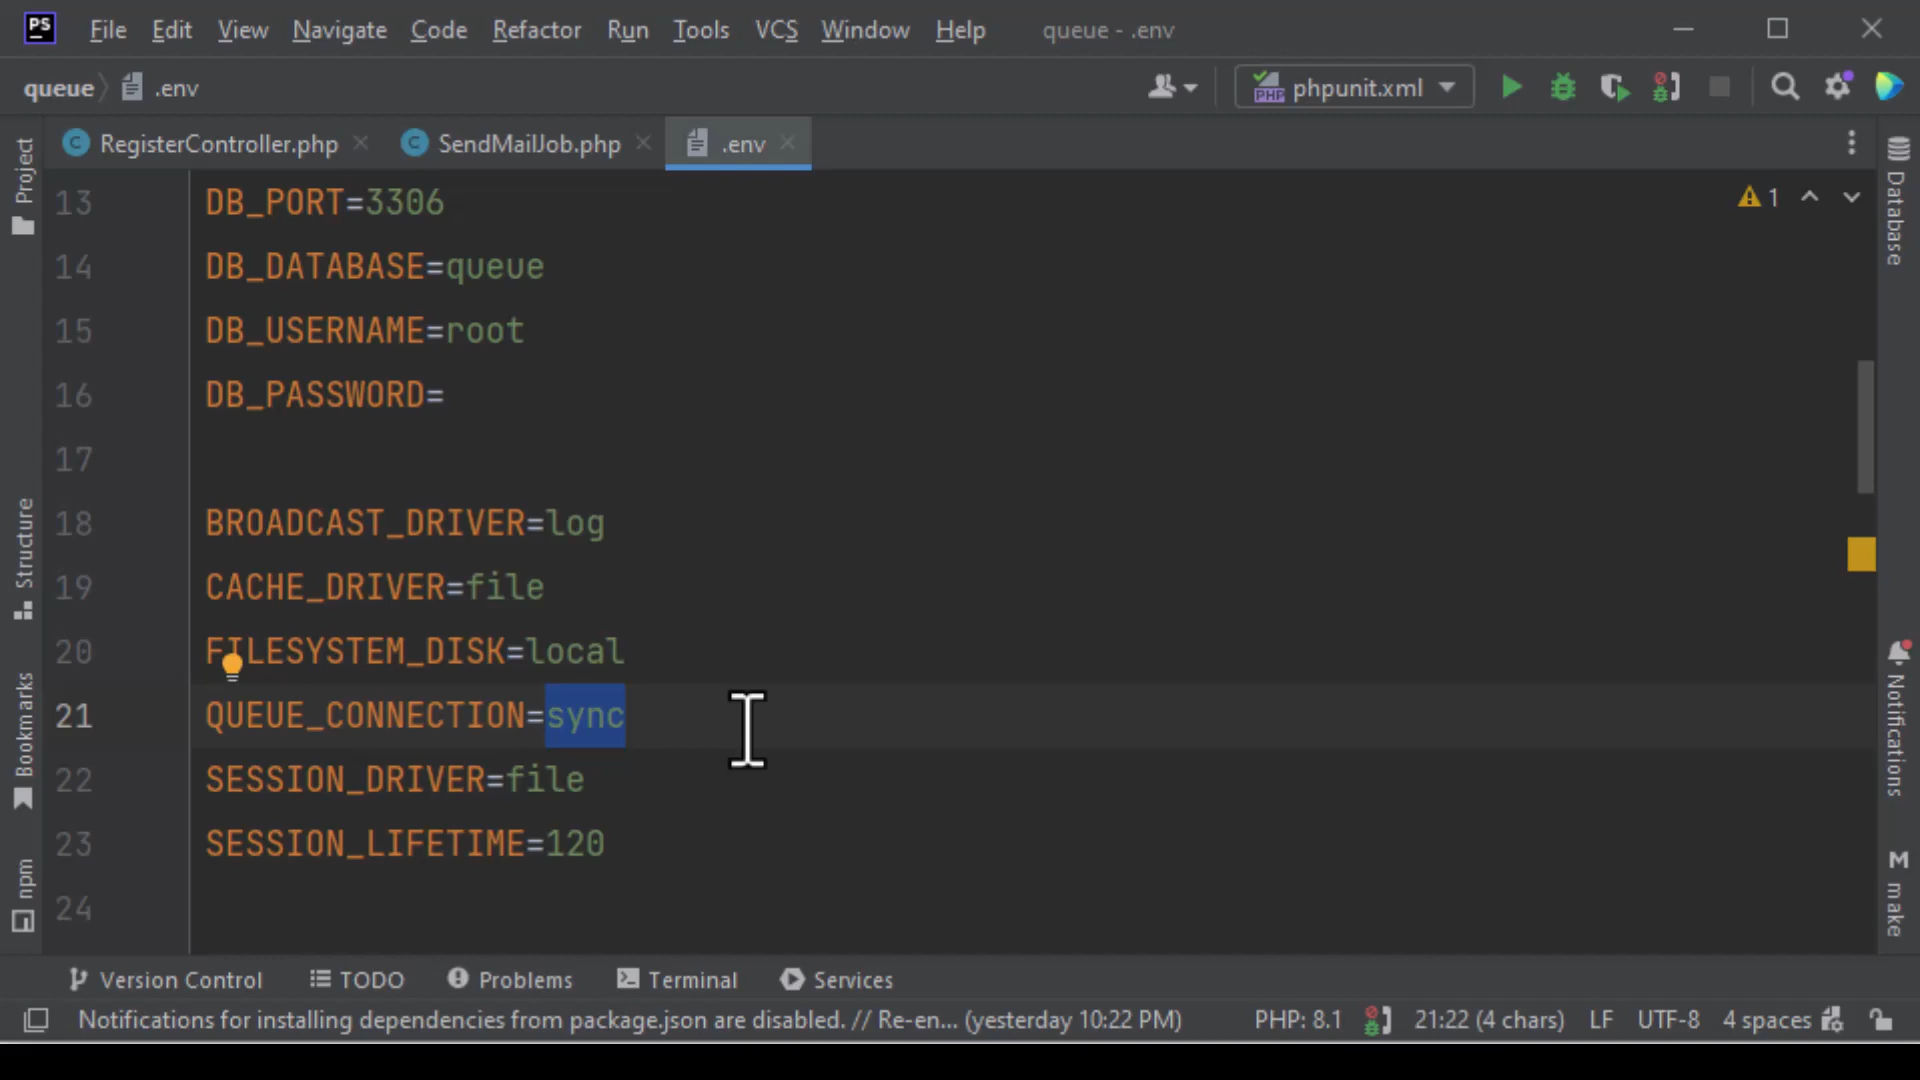 PS File Edit View Navigate Code Refactor Run Tools VCS Window Help queue - .env
queue .env PHP phpunit.xml
RegisterController.php SendMailJob.php .env
Project
Structure
Bookmarks
npm
13 DB_PORT=3306
14 DB_DATABASE=queue
15 DB_USERNAME=root
16 DB_PASSWORD=
17
18 BROADCAST_DRIVER=log
19 CACHE_DRIVER=file
20 FILESYSTEM_DISK=local
21 QUEUE_CONNECTION=sync
22 SESSION_DRIVER=file
23 SESSION_LIFETIME=120
24
1
Database
Notifications
M make
Version Control TODO Problems Terminal Services
Notifications for installing dependencies from package.json are disabled. // Re-en... (yesterday 10:22 PM) PHP: 8.1 21:22 (4 chars) LF UTF-8 4 spaces